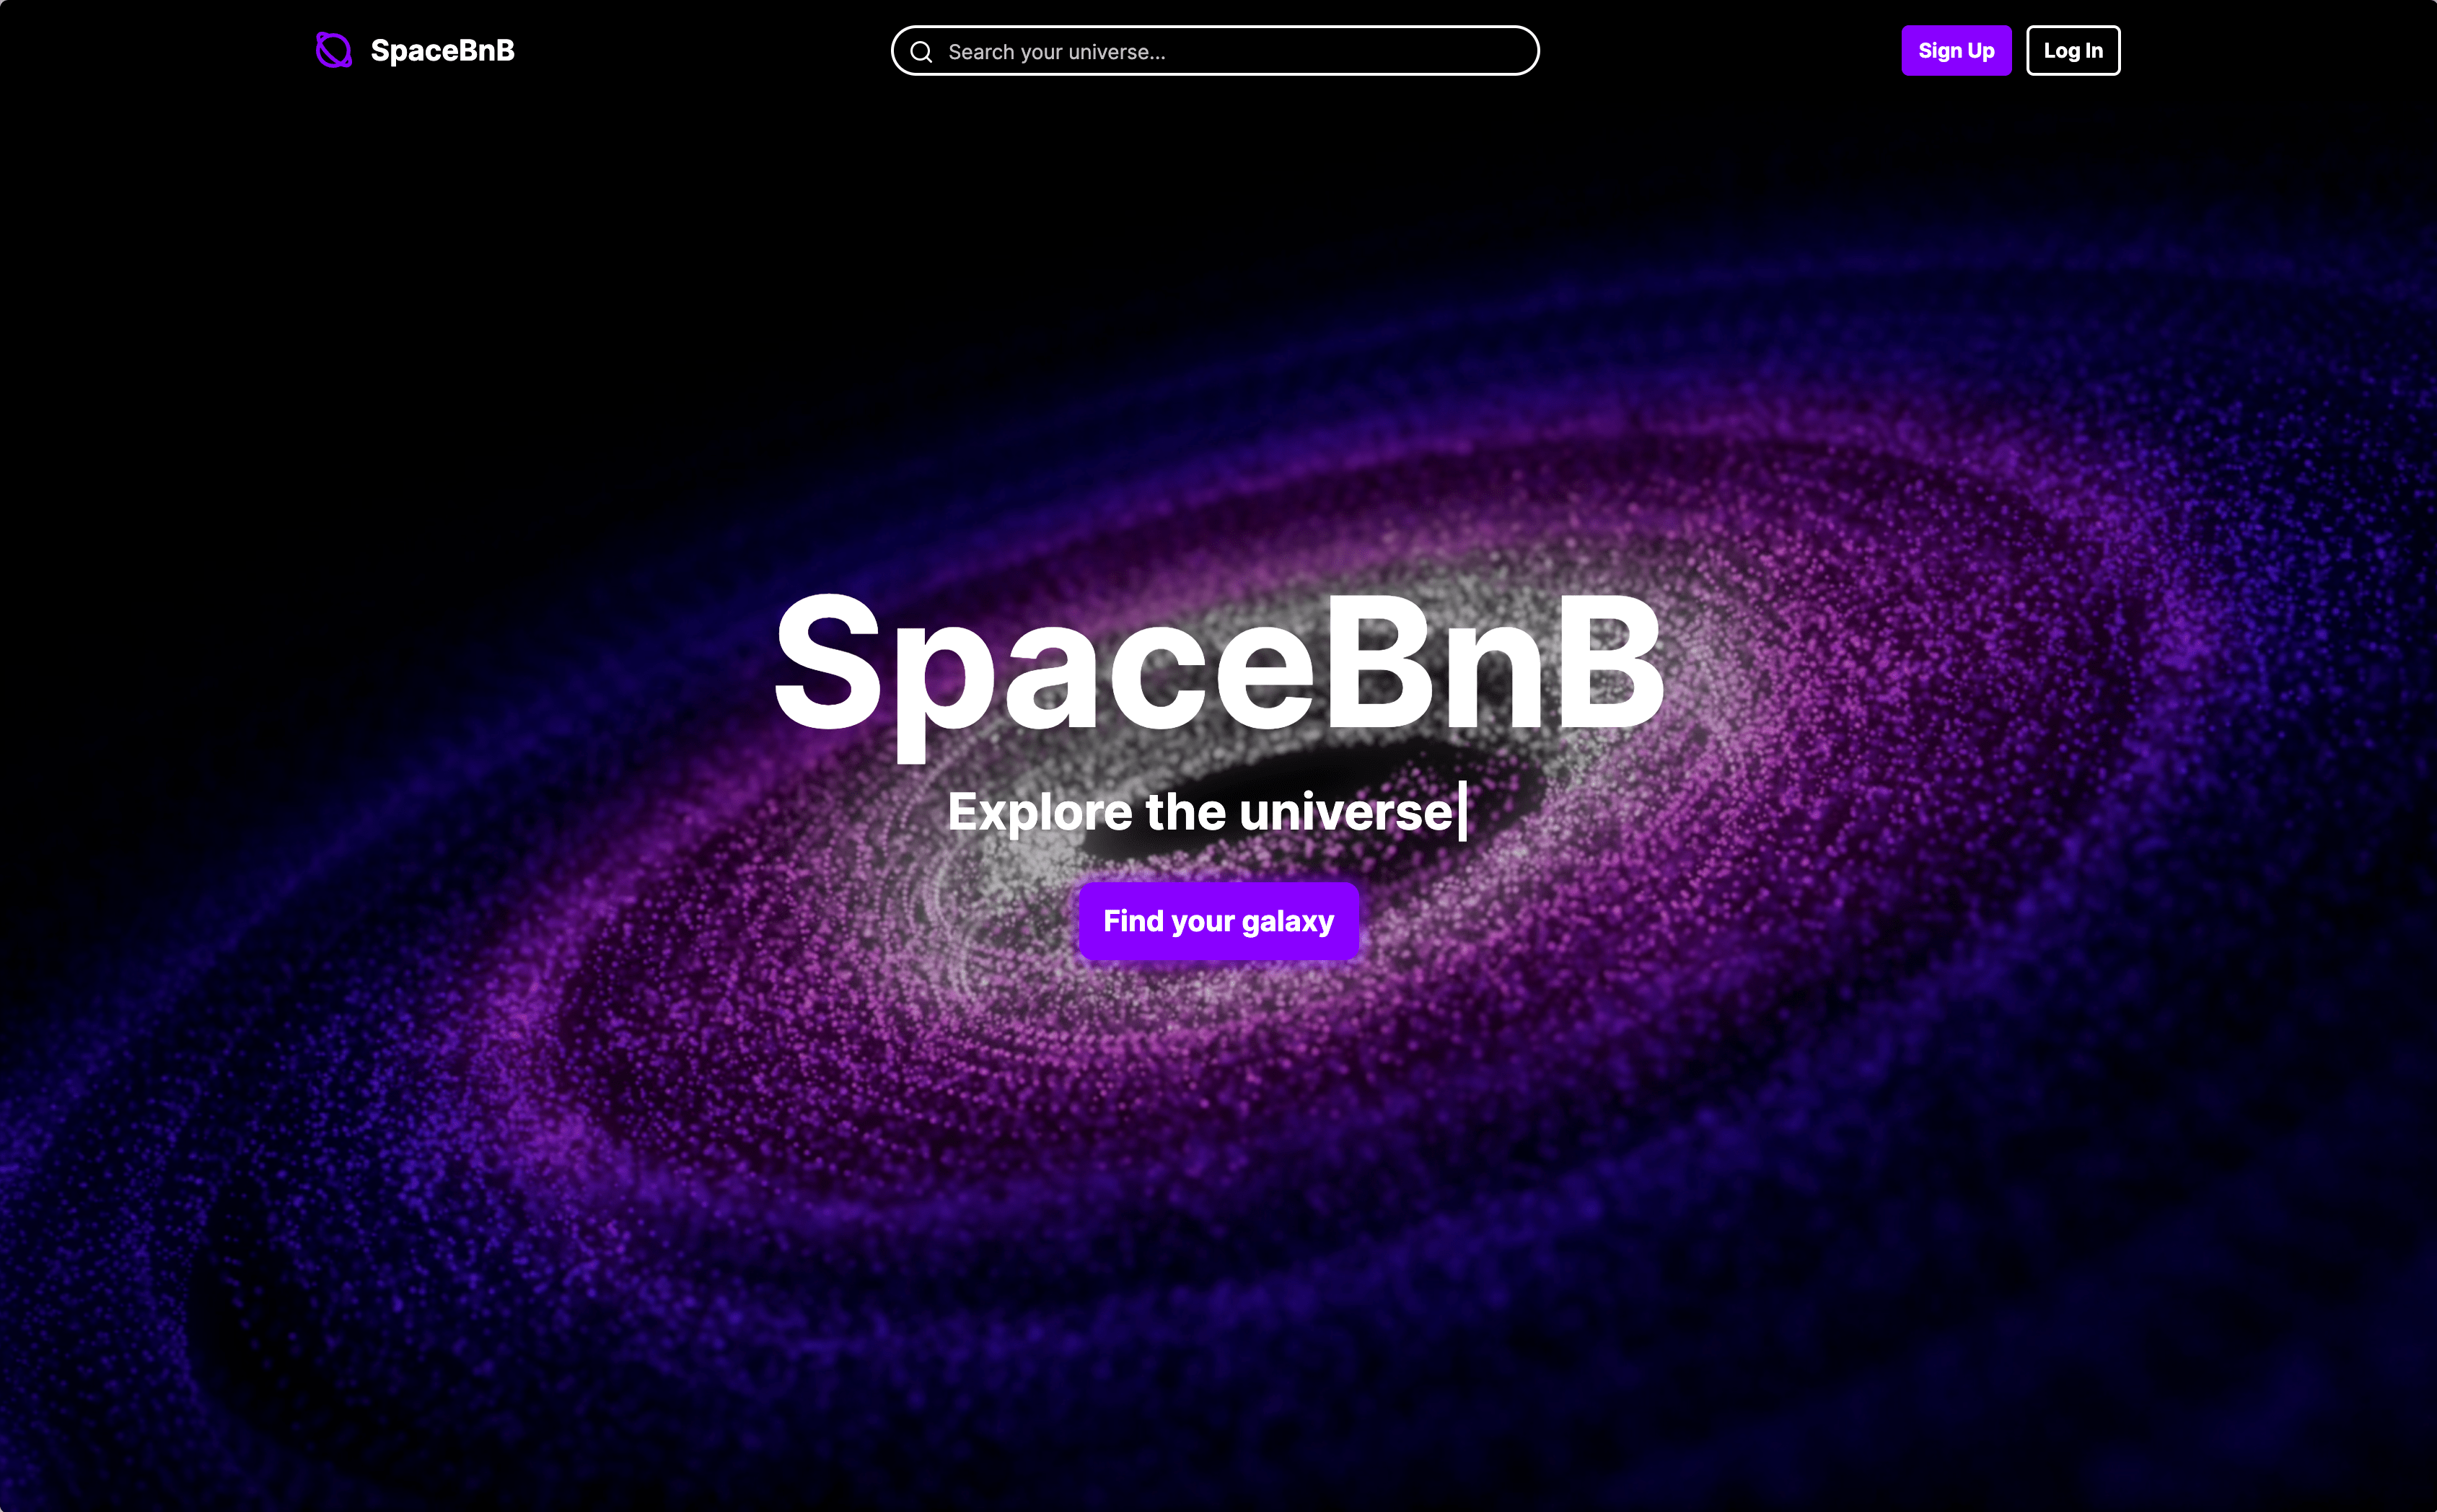 SpaceBnB
Search your universe...
Sign Up
Log In
SpaceBnB
Explore the universe
Find your galaxy